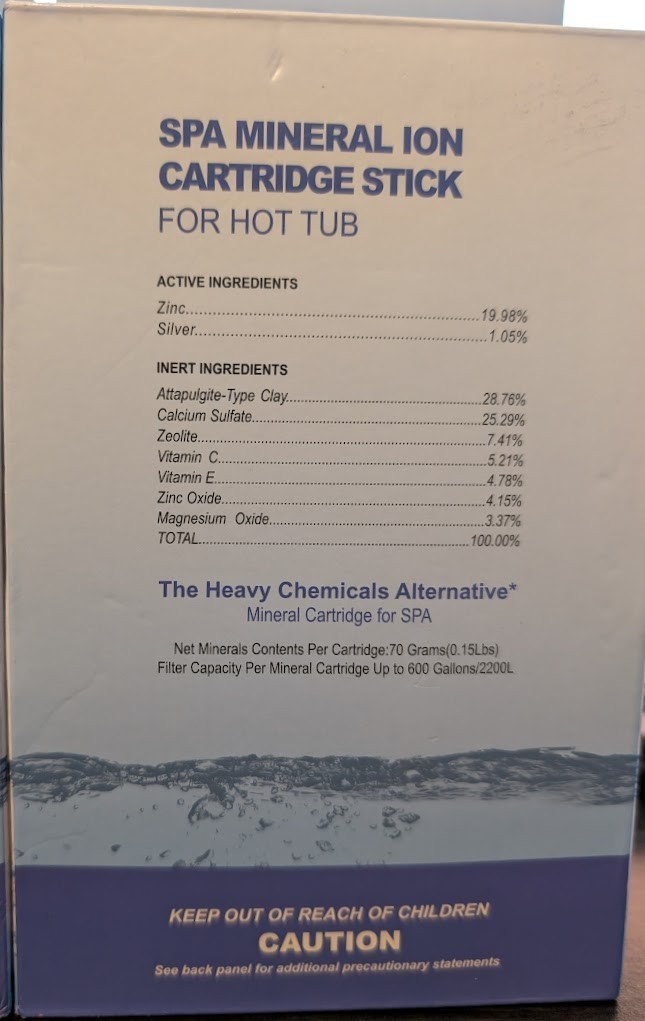 SPA MINERAL ION
CARTRIDGE STICK
FOR HOT TUB
ACTIVE INGREDIENTS
Zinc..........19.98%
Silver..........1.05%
INERT INGREDIENTS
Attapulgite-Type Clay..........28.76%
Calcium Sulfate..........25.29%
Zeolite..........7.41%
Vitamin C..........5.21%
Vitamin E..........4.78%
Zinc Oxide..........4.15%
Magnesium Oxide..........3.37%
TOTAL..........100.00%
The Heavy Chemicals Alternative*
Mineral Cartridge for SPA
Net Minerals Contents Per Cartridge:70 Grams(0.15Lbs)
Filter Capacity Per Mineral Cartridge Up to 600 Gallons/2200L
KEEP OUT OF REACH OF CHILDREN
CAUTION
See back panel for additional precautionary statements